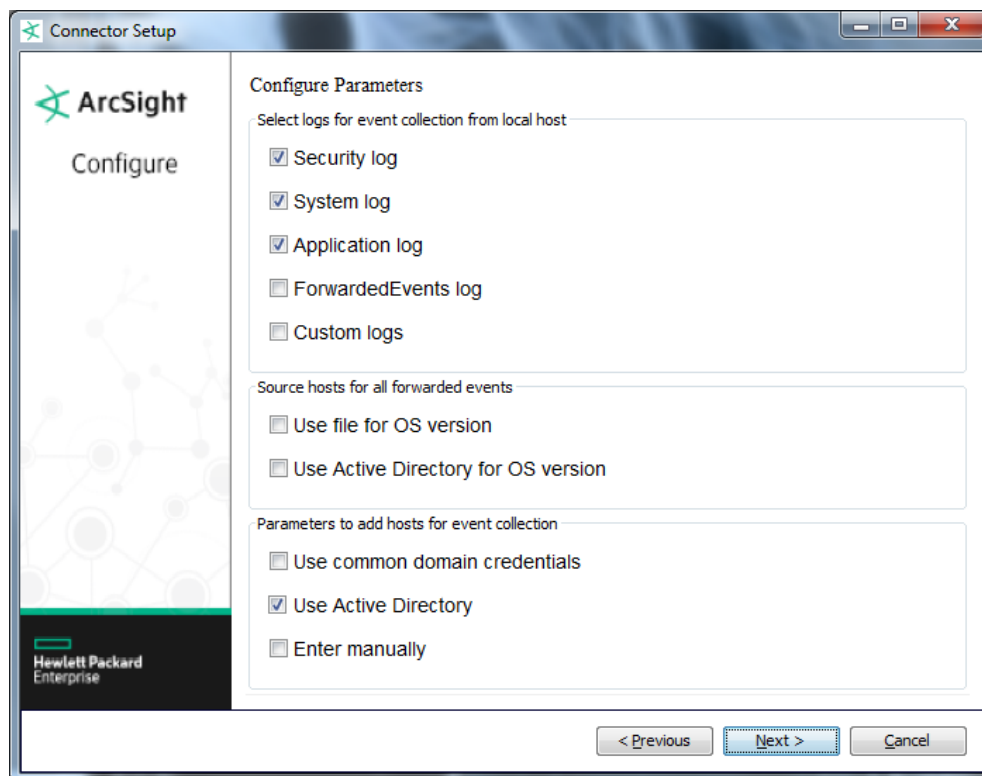 Connector Setup
ArcSight
Configure
Configure Parameters
Select logs for event collection from local host
Security log
System log
Application log
ForwardedEvents log
Custom logs
Source hosts for all forwarded events
Use file for OS version
Use Active Directory for OS version
Parameters to add hosts for event collection
Use common domain credentials
Use Active Directory
Enter manually
Hewlett Packard
Enterprise
< Previous
Next >
Cancel